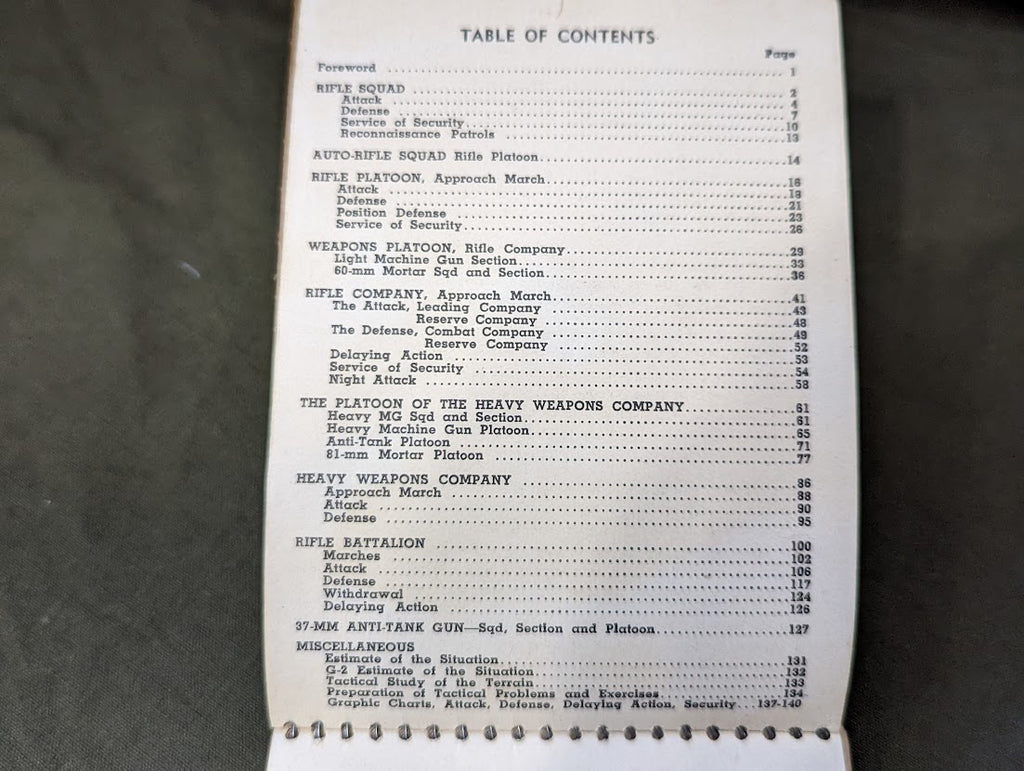 TABLE OF CONTENTS
Page
Foreword ........ 1
RIFLE SQUAD ........ 2
Attack ........ 4
Defense ........ 7
Service of Security ........ 10
Reconnaissance Patrols ........ 13
AUTO-RIFLE SQUAD Rifle Platoon ........ 14
RIFLE PLATOON, Approach March ........ 16
Attack ........ 18
Defense ........ 21
Position Defense ........ 23
Service of Security ........ 26
WEAPONS PLATOON, Rifle Company ........ 29
Light Machine Gun Section ........ 33
60-mm Mortar Sqd and Section ........ 36
RIFLE COMPANY, Approach March ........ 41
The Attack, Leading Company ........ 43
Reserve Company ........ 48
The Defense, Combat Company ........ 49
Reserve Company ........ 52
Delaying Action ........ 53
Service of Security ........ 54
Night Attack ........ 58
THE PLATOON OF THE HEAVY WEAPONS COMPANY ........ 61
Heavy MG Sqd and Section ........ 61
Heavy Machine Gun Platoon ........ 65
Anti-Tank Platoon ........ 71
81-mm Mortar Platoon ........ 77
HEAVY WEAPONS COMPANY ........ 86
Approach March ........ 88
Attack ........ 90
Defense ........ 95
RIFLE BATTALION ........ 100
Marches ........ 102
Attack ........ 106
Defense ........ 117
Withdrawal ........ 124
Delaying Action ........ 126
37-MM ANTI-TANK GUN—Sqd, Section and Platoon ........ 127
MISCELLANEOUS
Estimate of the Situation ........ 131
G-2 Estimate of the Situation ........ 132
Tactical Study of the Terrain ........ 133
Preparation of Tactical Problems and Exercises ........ 134
Graphic Charts, Attack, Defense, Delaying Action, Security ... 137-140